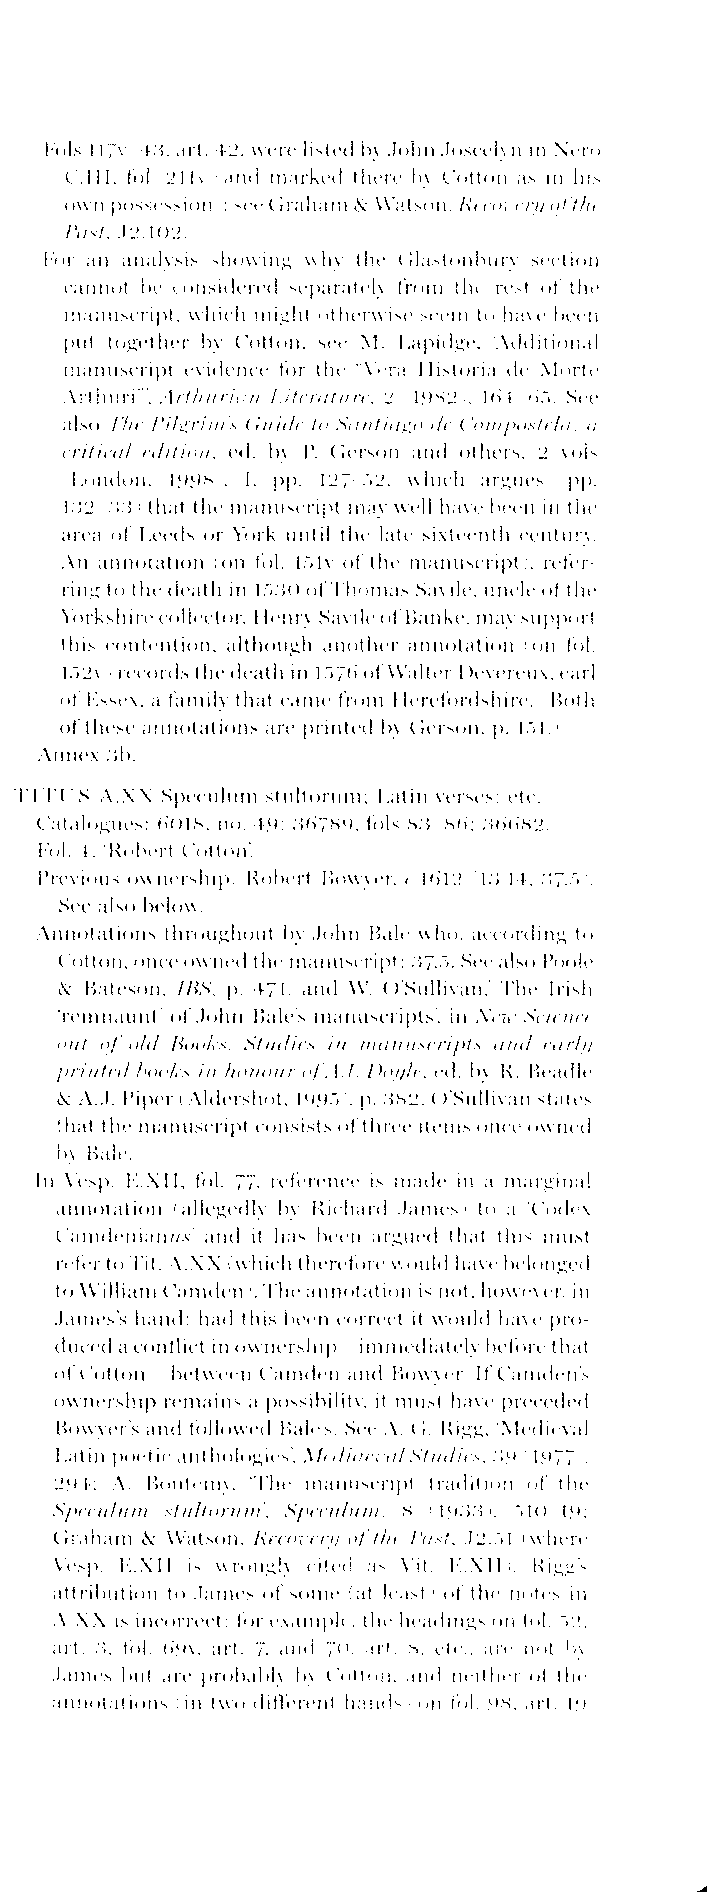 Fols 117v–43, art. 42, were listed by John Joscelyn in Nero
C.III, fol. 211v (and marked there by Cotton as in his
own possession): see Graham & Watson, Recovery of the
Past, J2.102.
For an analysis showing why the Glastonbury section
cannot be considered separately from the rest of the
manuscript, which might otherwise seem to have been
put together by Cotton, see M. Lapidge, 'Additional
manuscript evidence for the "Vera Historia de Morte
Arthuri"', Arthurian Literature, 2 (1982), 164–65. See
also The Pilgrim's Guide to Santiago de Compostela: a
critical edition, ed. by P. Gerson and others, 2 vols
(London, 1998), I, pp. 127–52, which argues (pp.
132–33) that the manuscript may well have been in the
area of Leeds or York until the late sixteenth century.
An annotation (on fol. 151v of the manuscript), refer-
ring to the death in 1530 of Thomas Savile, uncle of the
Yorkshire collector, Henry Savile of Banke, may support
this contention, although another annotation (on fol.
152v) records the death in 1576 of Walter Devereux, earl
of Essex, a family that came from Herefordshire. (Both
of these annotations are printed by Gerson, p. 151.)
Annex 3b.
TITUS A.XX Speculum stultorum; Latin verses; etc.
Catalogues: 6018, no. 49; 36789, fols 83–86; 36682.
Fol. 4, 'Robert Cotton'.
Previous ownership: Robert Bowyer, c.1612 (13.14, 37.5).
See also below.
Annotations throughout by John Bale who, according to
Cotton, once owned the manuscript: 37.5. See also Poole
& Bateson, IBS, p. 471, and W. O'Sullivan,' The Irish
'remnaunt' of John Bale's manuscripts', in New Science
out of old Books. Studies in manuscripts and early
printed books in honour of A.I. Doyle, ed. by R. Beadle
& A.J. Piper (Aldershot, 1995), p. 382. O'Sullivan states
that the manuscript consists of three items once owned
by Bale.
In Vesp. E.XII, fol. 77, reference is made in a marginal
annotation (allegedly by Richard James) to a 'Codex
Camdenianus' and it has been argued that this must
refer to Tit. A.XX (which therefore would have belonged
to William Camden). The annotation is not, however, in
James's hand: had this been correct it would have pro-
duced a conflict in ownership – immediately before that
of Cotton – between Camden and Bowyer. If Camden's
ownership remains a possibility, it must have preceded
Bowyer's and followed Bale's. See A. G. Rigg, 'Medieval
Latin poetic anthologies', Mediaeval Studies, 39 (1977),
294; A. Boutemy, 'The manuscript tradition of the
Speculum stultorum', Speculum, 8 (1933), 510–19;
Graham & Watson, Recovery of the Past, J2.51 (where
Vesp. E.XII is wrongly cited as Vit. E.XII). Rigg's
attribution to James of some (at least) of the notes in
A.XX is incorrect: for example, the headings on fol. 52,
art. 3, fol. 69v, art. 7, and 70, art. 8, etc., are not by
James but are probably by Cotton, and neither of the
annotations (in two different hands) on fol. 98, art. 19